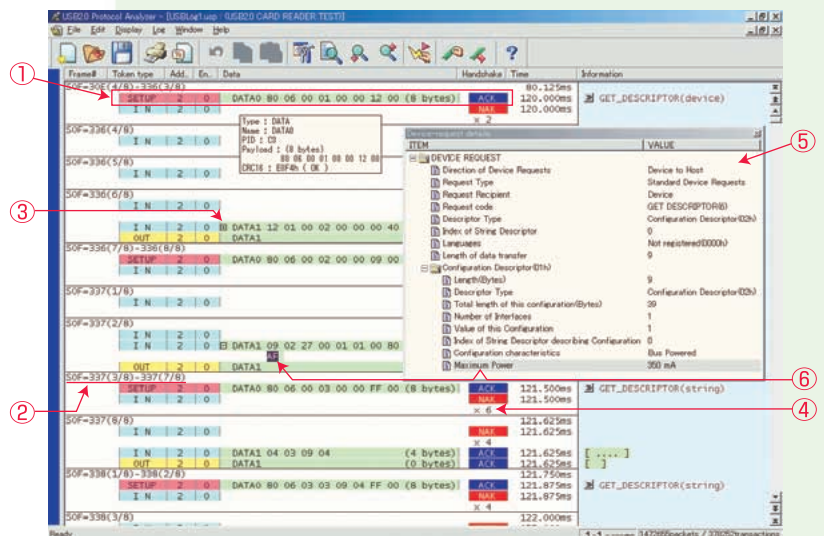 USB2.0 Protocol Analyzer - [USBLog1.usp : (USB2.0 CARD READER TEST)]
File Edit Display Log Window Help
Frame# Token type Add. En.. Data Handshake Time Information
①
SOF=30E(4/8)-336(3/8) 80.125ms
SETUP 2 0 DATA0 80 06 00 01 00 00 12 00 (8 bytes) ACK 120.000ms GET_DESCRIPTOR(device)
I N 2 0 NAK 120.000ms
x 2
SOF=336(4/8)
I N 2 0
Type : DATA
Name : DATA0
PID : C3
Payload : (8 bytes)
80 06 00 01 00 00 12 00
CRC16 : E0F4h ( OK )
SOF=336(5/8)
I N 2 0
SOF=336(6/8)
I N 2 0
③
I N 2 0 DATA1 12 01 00 02 00 00 00 40
OUT 2 0 DATA1
SOF=336(7/8)-336(8/8)
SETUP 2 0 DATA0 80 06 00 02 00 00 09 00
I N 2 0
SOF=337(1/8)
I N 2 0
SOF=337(2/8)
I N 2 0
I N 2 0 DATA1 09 02 27 00 01 01 00 80
AF
OUT 2 0 DATA1
Device-request details
⑤
ITEM VALUE
DEVICE REQUEST
Direction of Device Requests Device to Host
Request Type Standard Device Requests
Request Recipient Device
Request code GET DESCRIPTOR(6)
Descriptor Type Configuration Descriptor(02h)
Index of String Descriptor 0
Languages Not registered(0000h)
Length of data transfer 9
Configuration Descriptor(01h)
Length(Bytes) 9
Descriptor Type Configuration Descriptor(02h)
Total length of this configuration(Bytes) 39
Number of Interfaces 1
Value of this Configuration 1
Index of String Descriptor describing Configuration 0
Configuration characteristics Bus Powered
Maximum Power 350 mA
⑥
②
SOF=337(3/8)-337(7/8)
SETUP 2 0 DATA0 80 06 00 03 00 00 FF 00 (8 bytes) ACK 121.500ms GET_DESCRIPTOR(string)
I N 2 0 NAK 121.500ms
x 6
④
SOF=337(8/8) 121.625ms
I N 2 0 NAK 121.625ms
x 4
I N 2 0 DATA1 04 03 09 04 (4 bytes) ACK 121.625ms [ .... ]
OUT 2 0 DATA1 (0 bytes) ACK 121.625ms [ ]
SOF=338(1/8)-338(2/8) 121.750ms
SETUP 2 0 DATA0 80 06 03 03 09 04 FF 00 (8 bytes) ACK 121.875ms GET_DESCRIPTOR(string)
I N 2 0 NAK 121.875ms
x 4
SOF=338(3/8) 122.000ms
Ready